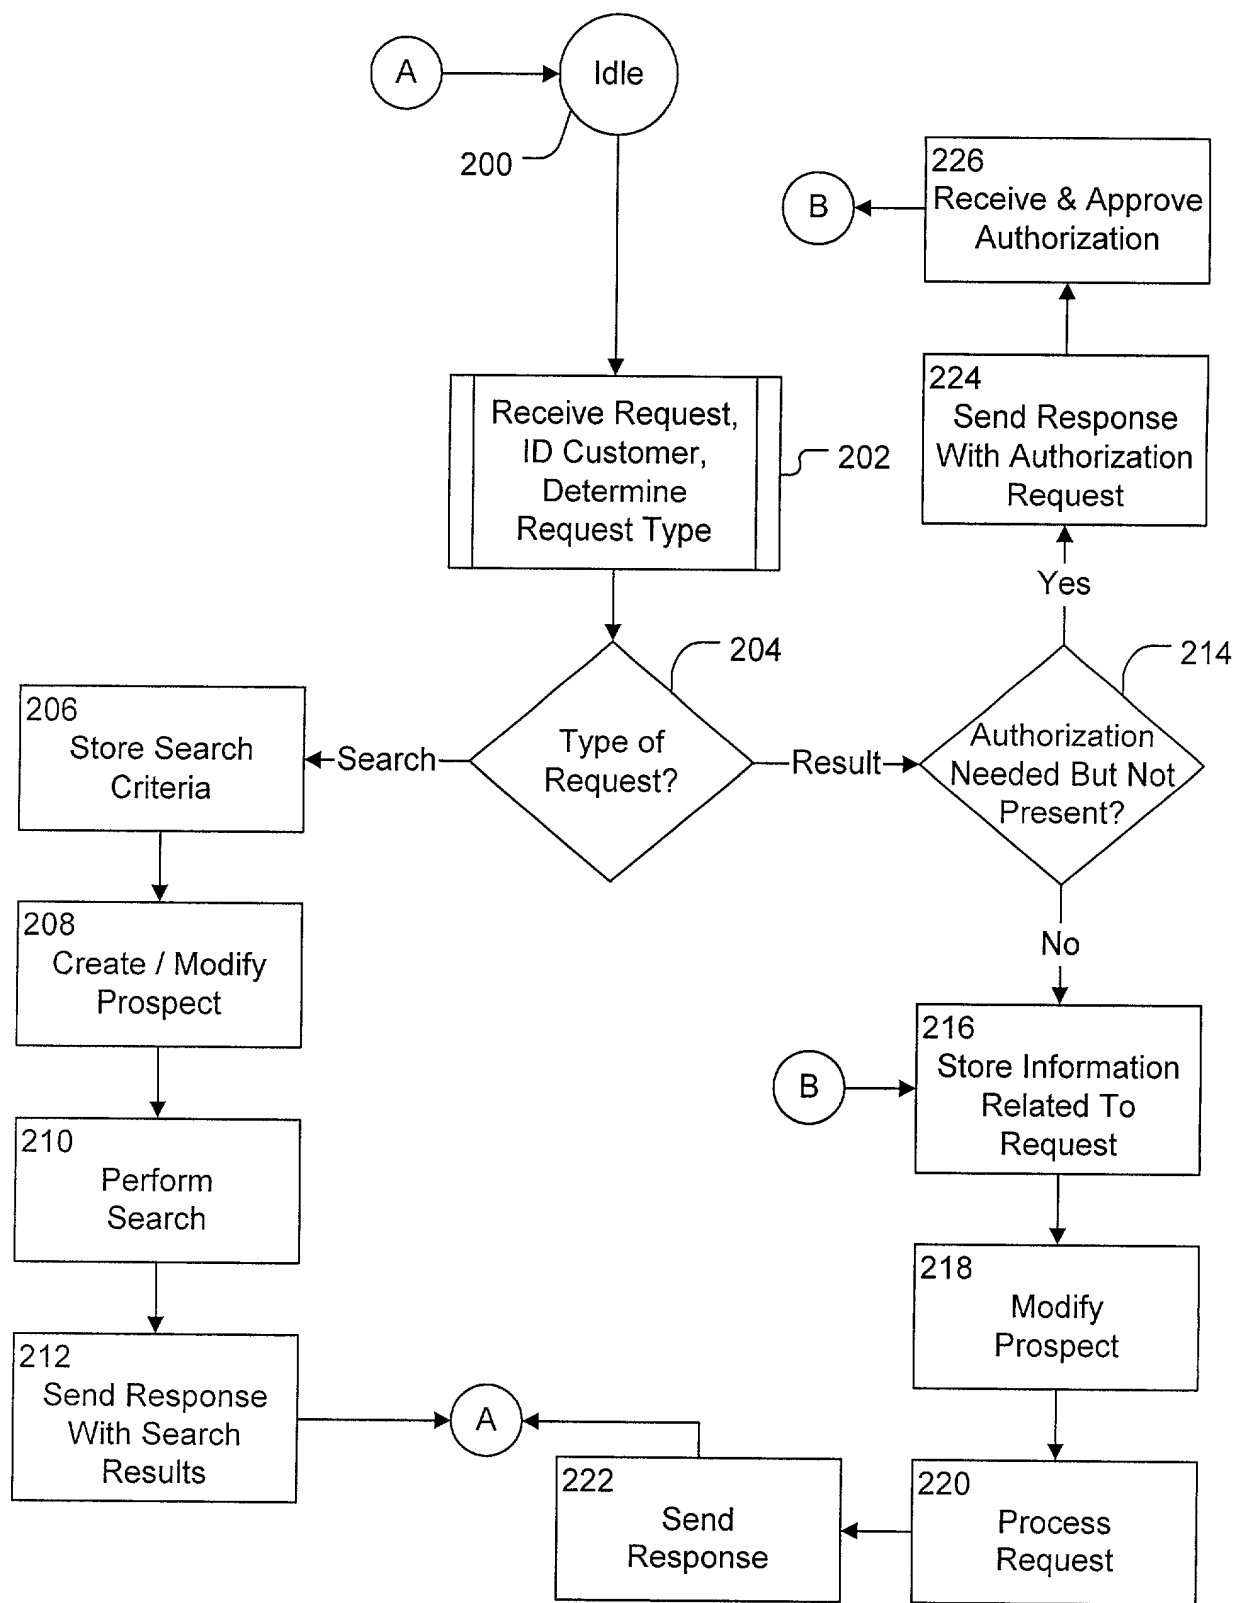 A
Idle
200
226
Receive & Approve
Authorization
B
224
Send Response
With Authorization
Request
Receive Request,
ID Customer,
Determine
Request Type
202
Yes
204
214
206
Store Search
Criteria
Search
Type of
Request?
Result
Authorization
Needed But Not
Present?
208
Create / Modify
Prospect
No
B
216
Store Information
Related To
Request
210
Perform
Search
218
Modify
Prospect
212
Send Response
With Search
Results
A
222
Send
Response
220
Process
Request